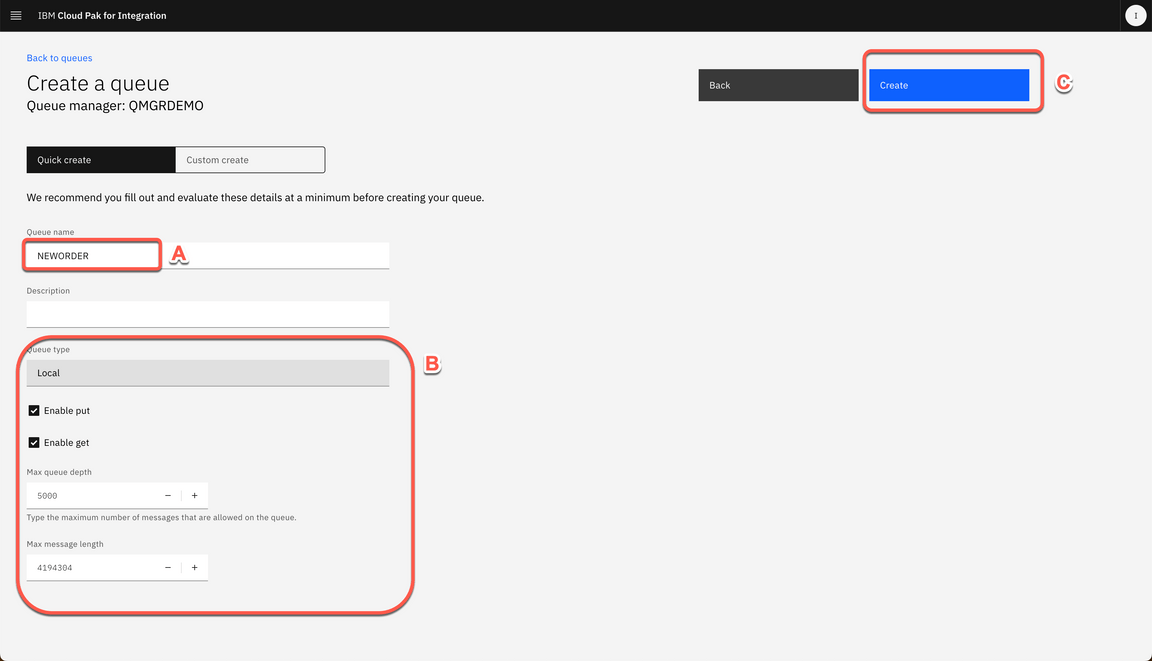 IBM Cloud Pak for Integration
I
Back to queues
Create a queue
Queue manager: QMGRDEMO
Back
Create
C
Quick create
Custom create
We recommend you fill out and evaluate these details at a minimum before creating your queue.
Queue name
NEWORDER
A
Description
Queue type
B
Local
Enable put
Enable get
Max queue depth
5000
− +
Type the maximum number of messages that are allowed on the queue.
Max message length
4194304
− +